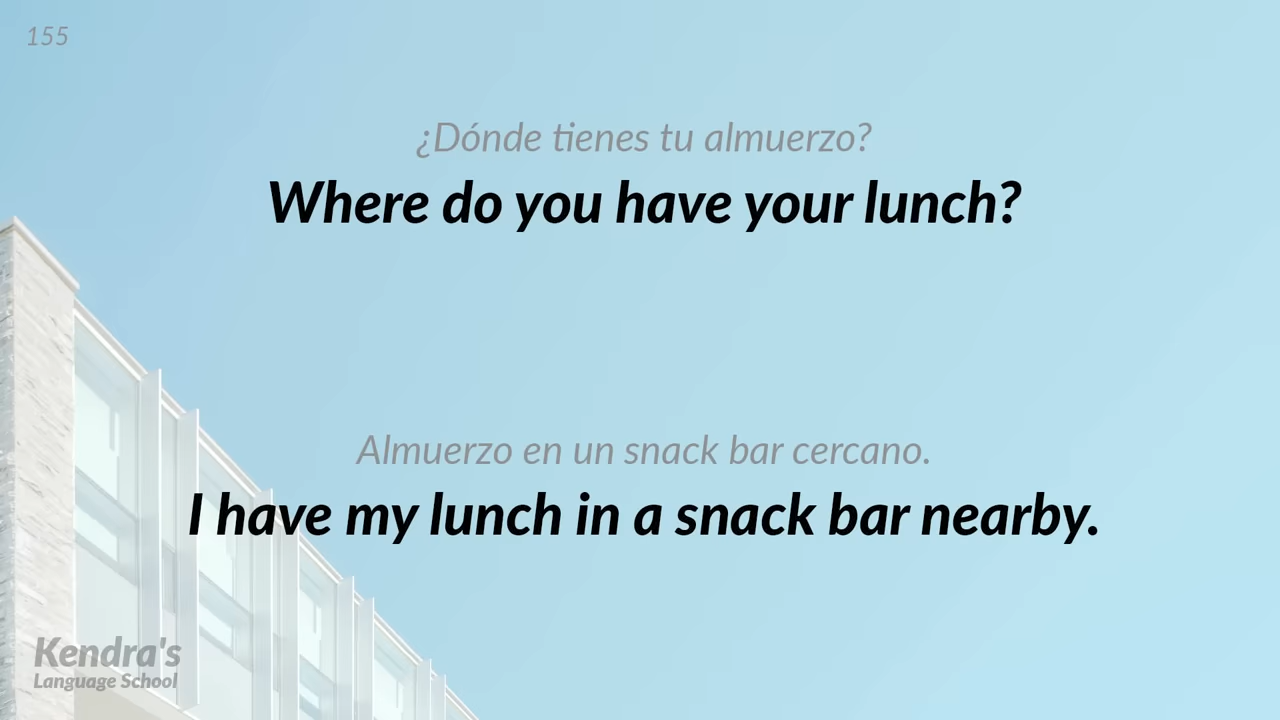 155
¿Dónde tienes tu almuerzo?
Where do you have your lunch?
Almuerzo en un snack bar cercano.
I have my lunch in a snack bar nearby.
Kendra's
Language School